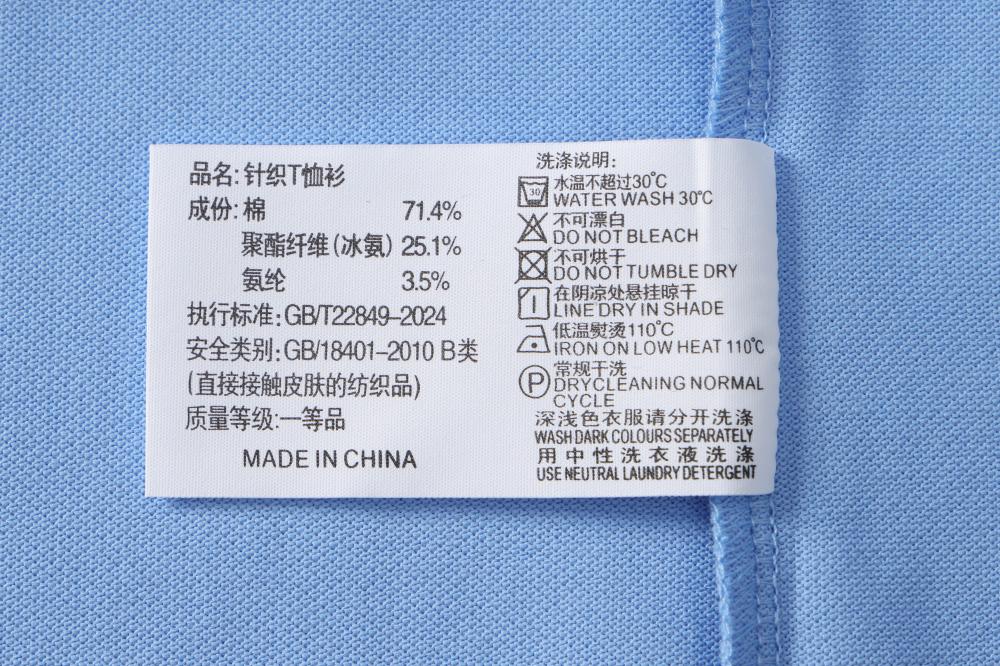 品名: 针织T恤衫
成份: 棉 71.4%
聚酯纤维(冰氨) 25.1%
氨纶 3.5%
执行标准: GB/T22849-2024
安全类别: GB/18401-2010 B类
(直接接触皮肤的纺织品)
质量等级: 一等品
MADE IN CHINA
洗涤说明:
30
水温不超过30℃
WATER WASH 30℃
不可漂白
DO NOT BLEACH
不可烘干
DO NOT TUMBLE DRY
在阴凉处悬挂晾干
LINE DRY IN SHADE
低温熨烫110℃
IRON ON LOW HEAT 110℃
P
常规干洗
DRYCLEANING NORMAL
CYCLE
深浅色衣服请分开洗涤
WASH DARK COLOURS SEPARATELY
用中性洗衣液洗涤
USE NEUTRAL LAUNDRY DETERGENT